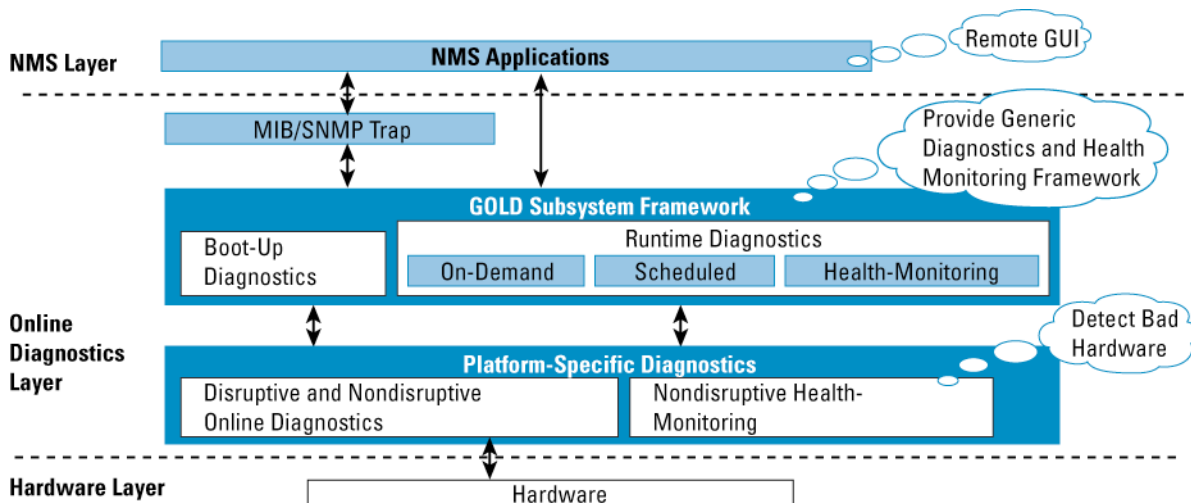 Remote GUI
NMS Layer
NMS Applications
MIB/SNMP Trap
Provide Generic
Diagnostics and Health
Monitoring Framework
GOLD Subsystem Framework
Boot-Up
Diagnostics
Runtime Diagnostics
On-Demand
Scheduled
Health-Monitoring
Online
Diagnostics
Layer
Detect Bad
Hardware
Platform-Specific Diagnostics
Disruptive and Nondisruptive
Online Diagnostics
Nondisruptive Health-
Monitoring
Hardware Layer
Hardware